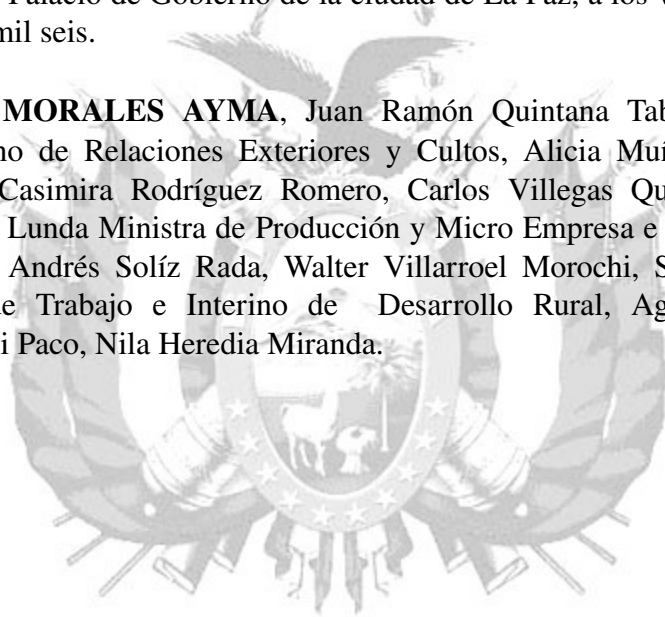 Palacio de Gobierno de la ciudad de La Paz, a los
mil seis.
MORALES AYMA, Juan Ramón Quintana Tab
no de Relaciones Exteriores y Cultos, Alicia Muñ
Casimira Rodríguez Romero, Carlos Villegas Qu
Lunda Ministra de Producción y Micro Empresa e
Andrés Solíz Rada, Walter Villarroel Morochi, S
de Trabajo e Interino de Desarrollo Rural, Ag
i Paco, Nila Heredia Miranda.